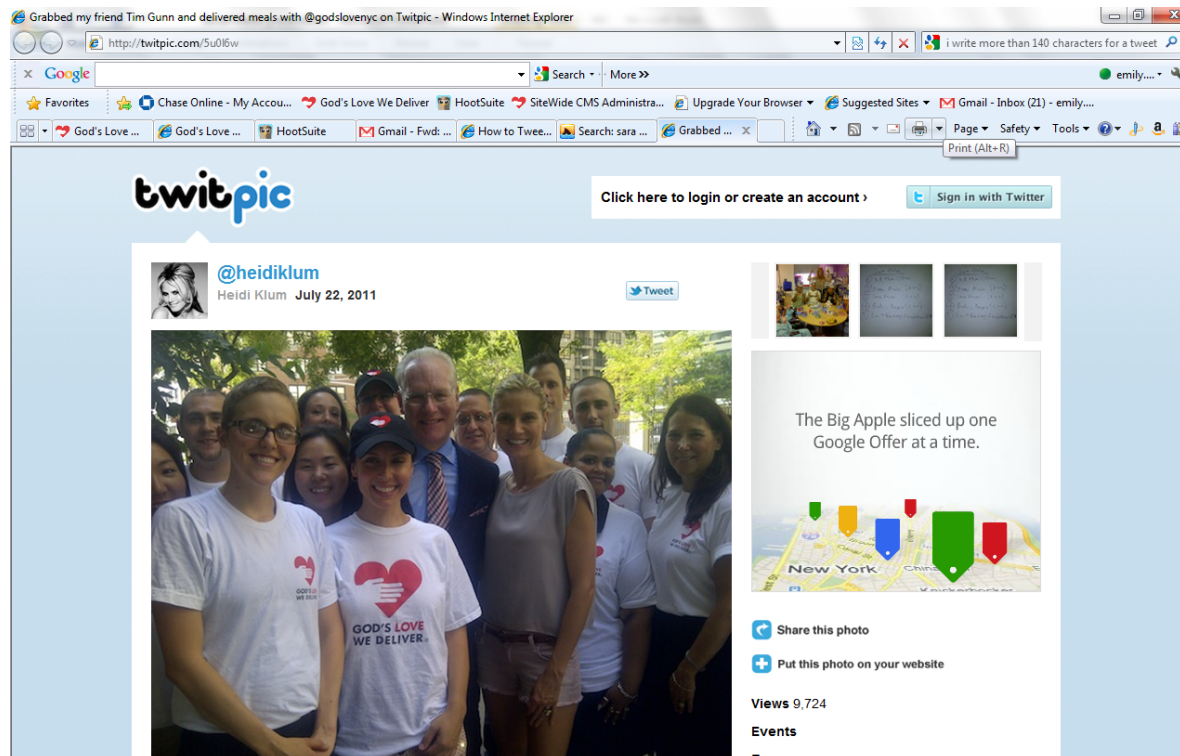 Grabbed my friend Tim Gunn and delivered meals with @godslovenyc on Twitpic - Windows Internet Explorer
http://twitpic.com/5u0l6w
i write more than 140 characters for a tweet
x Google
Search
More >>
emily....
Favorites
Chase Online - My Accou...
God's Love We Deliver
HootSuite
SiteWide CMS Administra...
Upgrade Your Browser
Suggested Sites
Gmail - Inbox (21) - emily....
God's Love ...
God's Love ...
HootSuite
Gmail - Fwd: ...
How to Twee...
Search: sara ...
Grabbed ... x
Page
Safety
Tools
Print (Alt+R)
twitpic
Click here to login or create an account ›
Sign in with Twitter
@heidiklum
Heidi Klum July 22, 2011
Tweet
The Big Apple sliced up one
Google Offer at a time.
New York
GOD'S LOVE
WE DELIVER
Share this photo
Put this photo on your website
Views 9,724
Events